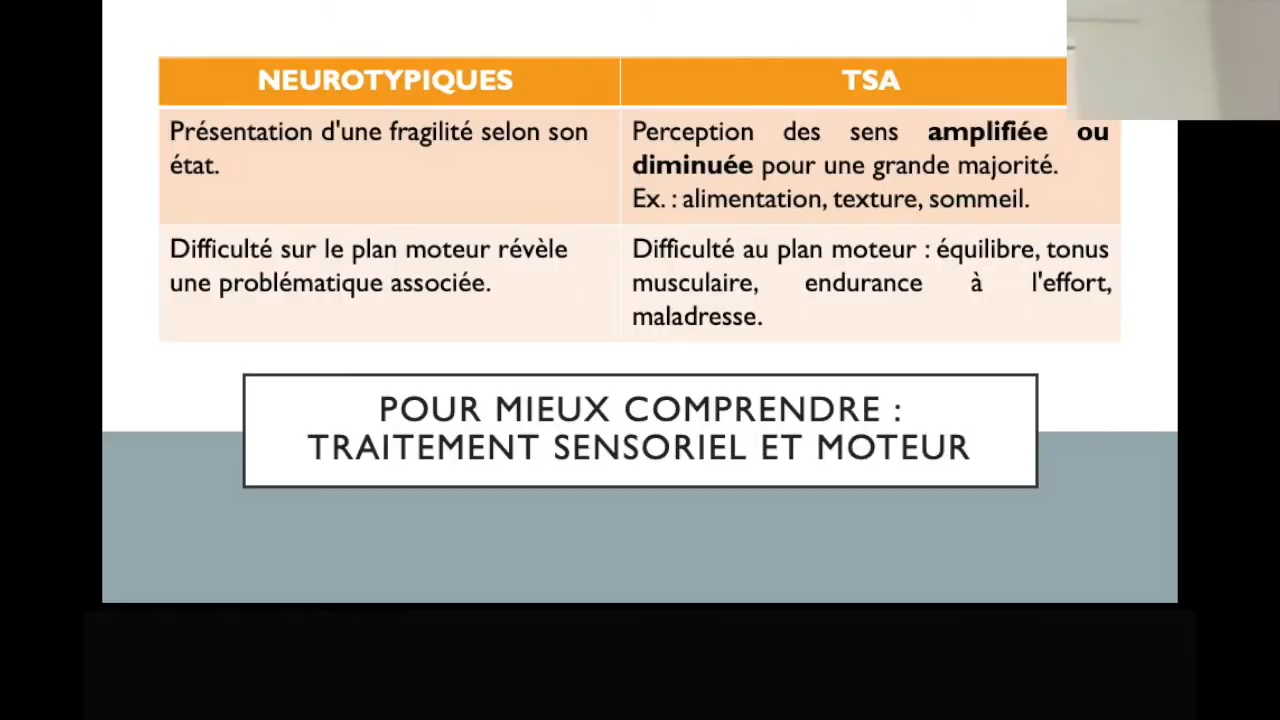 NEUROTYPIQUES
TSA
Présentation d'une fragilité selon son
état.
Perception des sens amplifiée ou
diminuée pour une grande majorité.
Ex. : alimentation, texture, sommeil.
Difficulté sur le plan moteur révèle
une problématique associée.
Difficulté au plan moteur : équilibre, tonus
musculaire, endurance à l'effort,
maladresse.
POUR MIEUX COMPRENDRE :
TRAITEMENT SENSORIEL ET MOTEUR